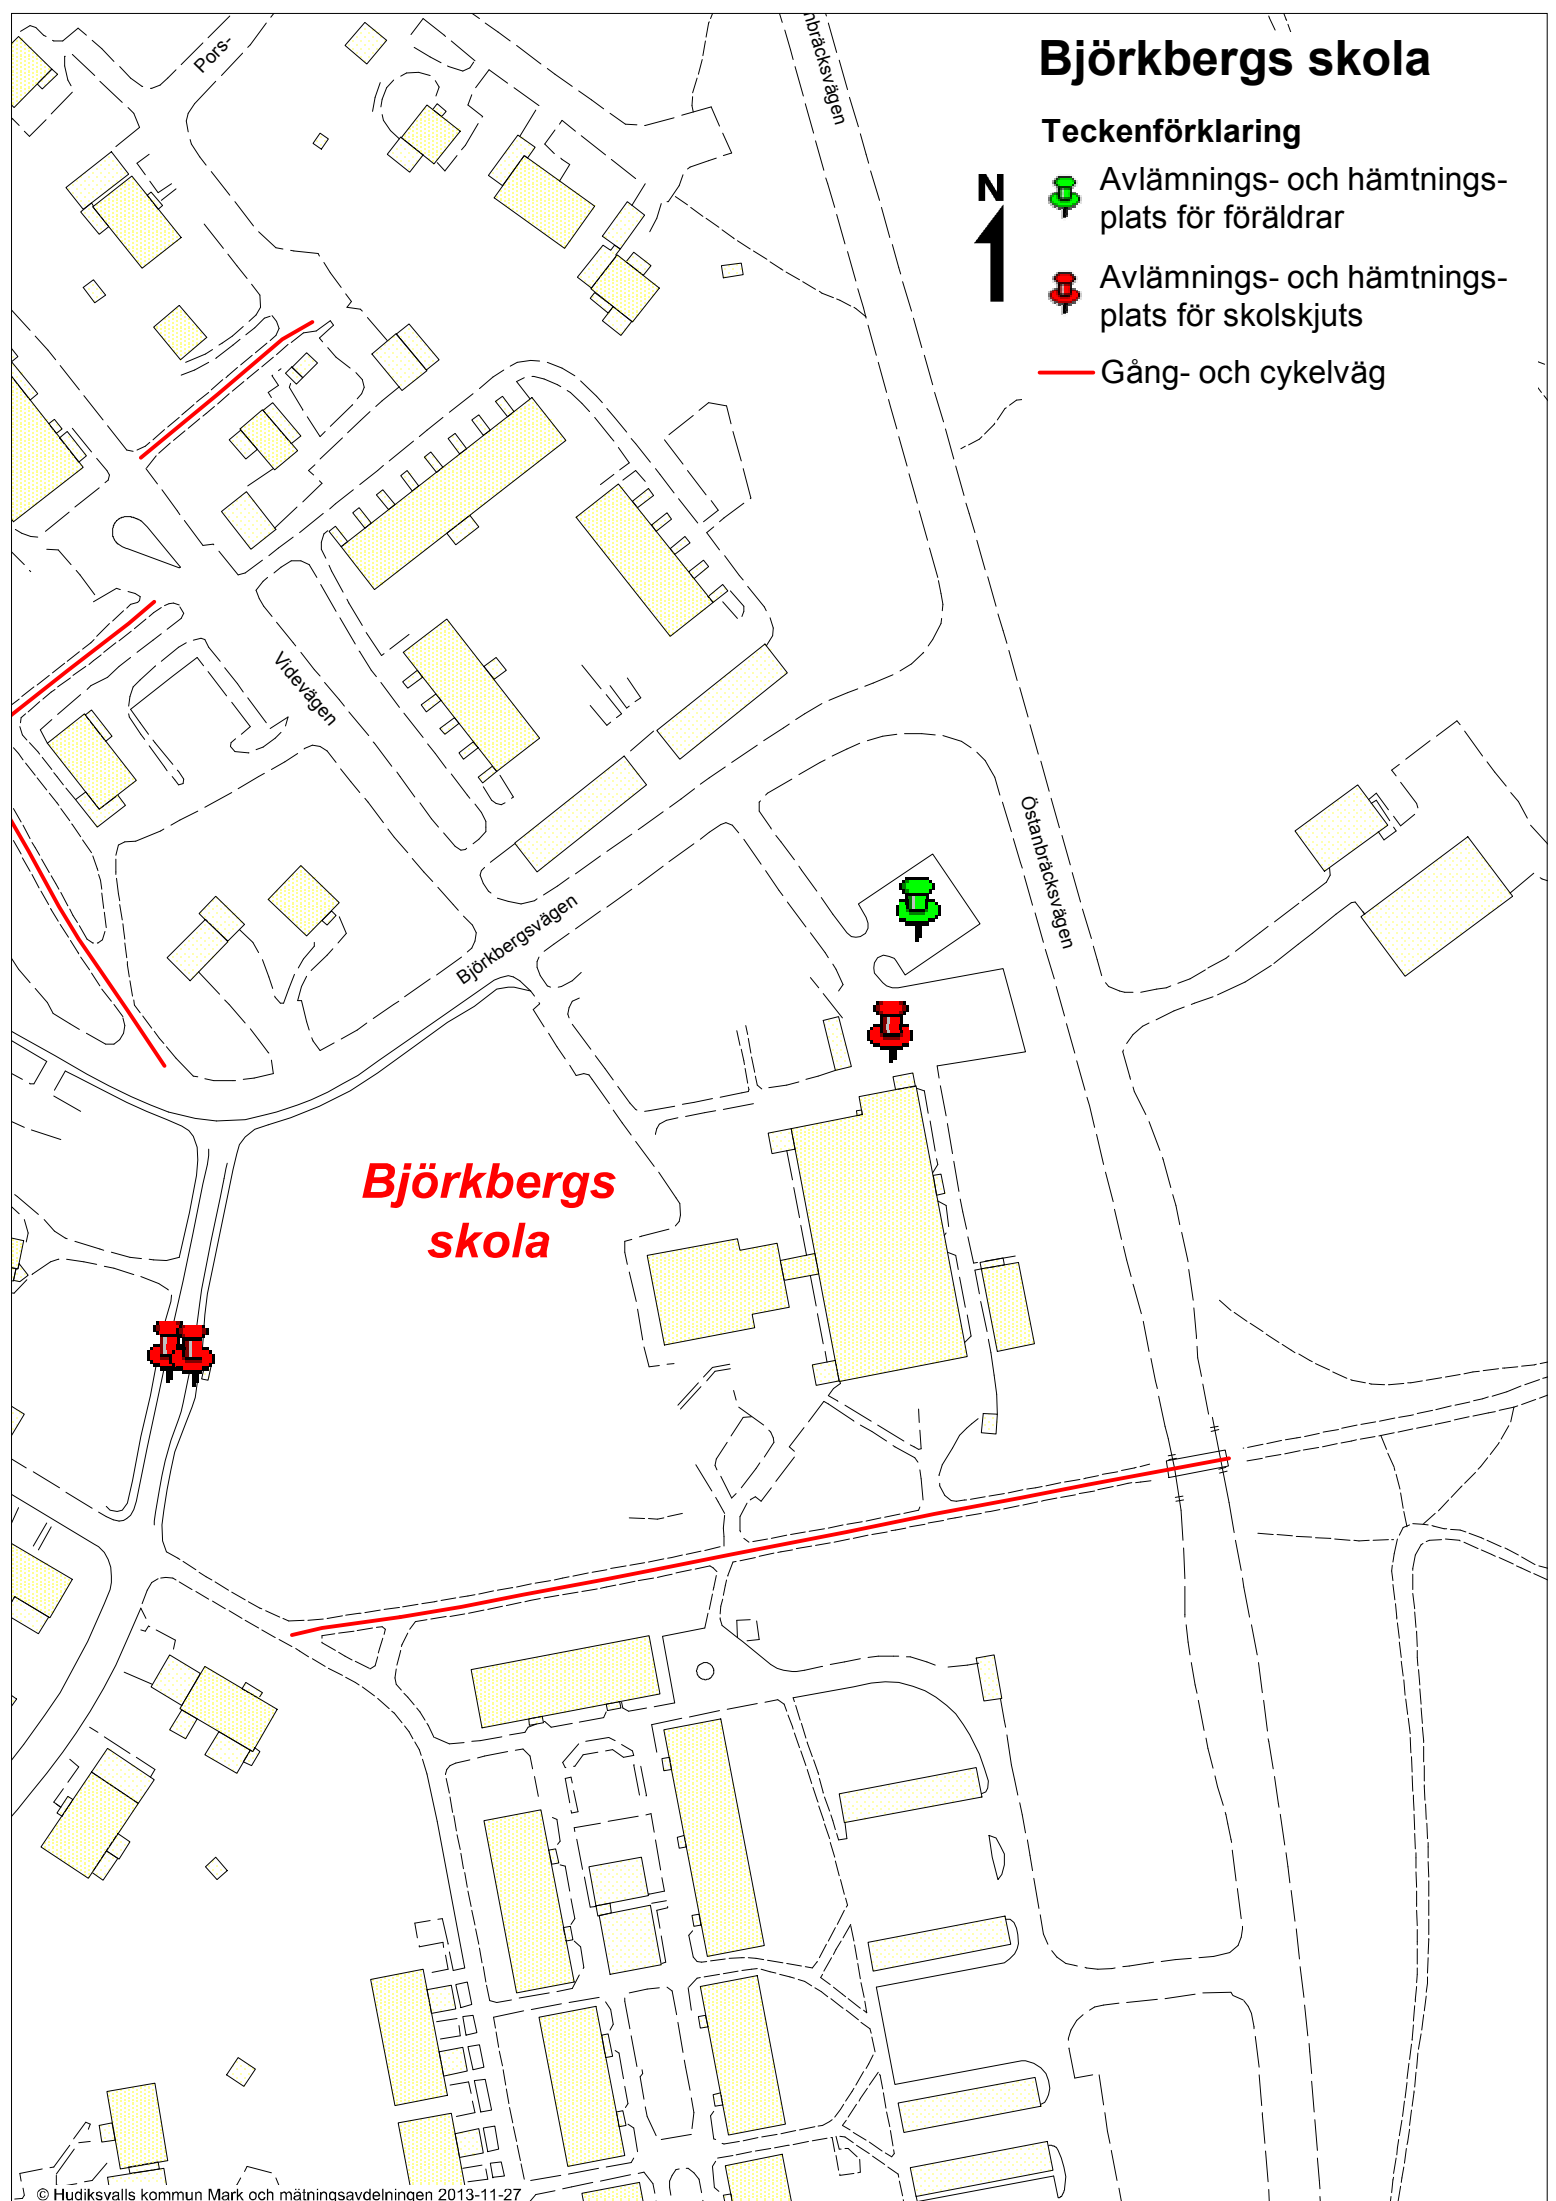 Björkbergs skola
Teckenförklaring
N
Avlämnings- och hämtnings-
plats för föräldrar
Avlämnings- och hämtnings-
plats för skolskjuts
Gång- och cykelväg
Pors-
nbräcksvägen
Videvägen
Östanbräcksvägen
Björkbergsvägen
Björkbergs
skola
© Hudiksvalls kommun Mark och mätningsavdelningen 2013-11-27